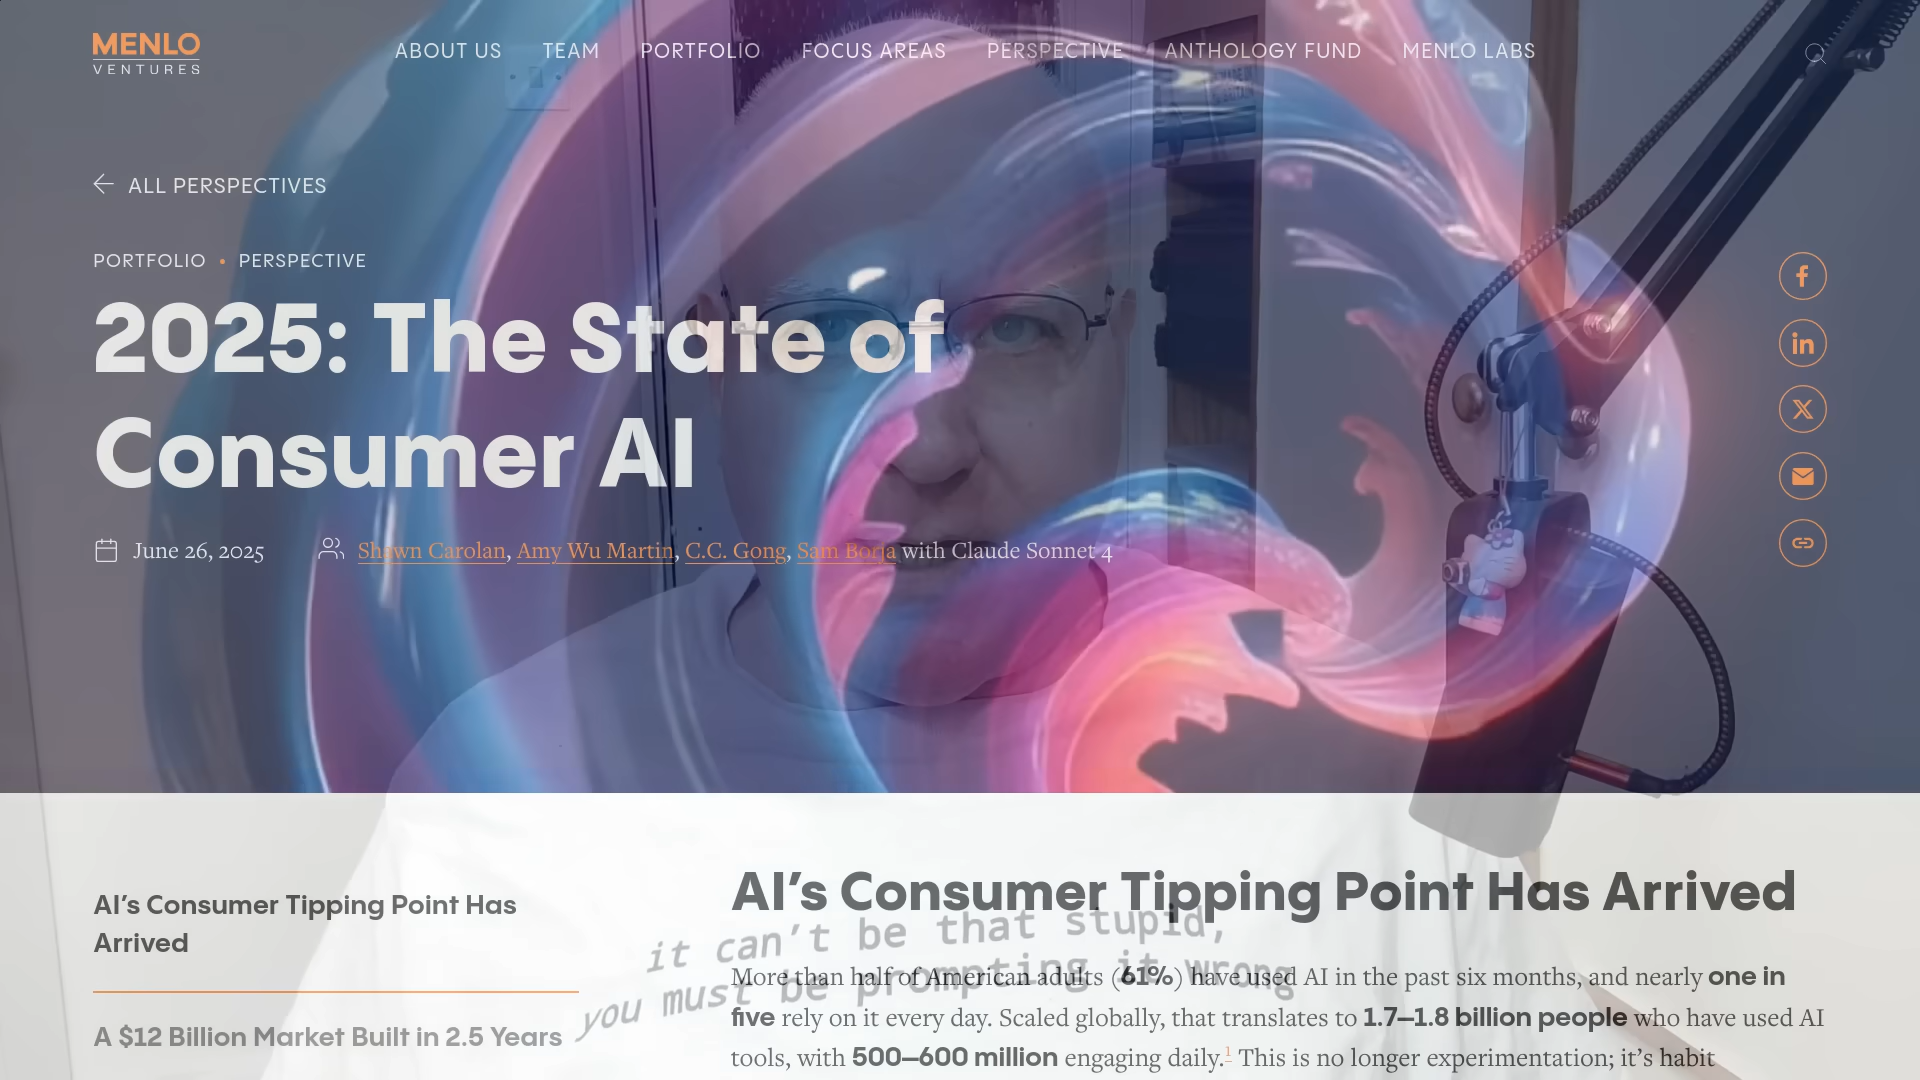 MENLO
VENTURES
ABOUT US
TEAM
PORTFOLIO
FOCUS AREAS
PERSPECTIVE
ANTHOLOGY FUND
MENLO LABS
ALL PERSPECTIVES
PORTFOLIO • PERSPECTIVE
2025: The State of
Consumer AI
June 26, 2025
Shawn Carolan, Amy Wu Martin, C.C. Gong, Sam Borja with Claude Sonnet 4
AI’s Consumer Tipping Point Has
Arrived
A $12 Billion Market Built in 2.5 Years
AI’s Consumer Tipping Point Has Arrived
More than half of American adults (61%) have used AI in the past six months, and nearly one in
five rely on it every day. Scaled globally, that translates to 1.7–1.8 billion people who have used AI
tools, with 500–600 million engaging daily.1 This is no longer experimentation; it’s habit
it can’t be that stupid,
you must be prompting it wrong